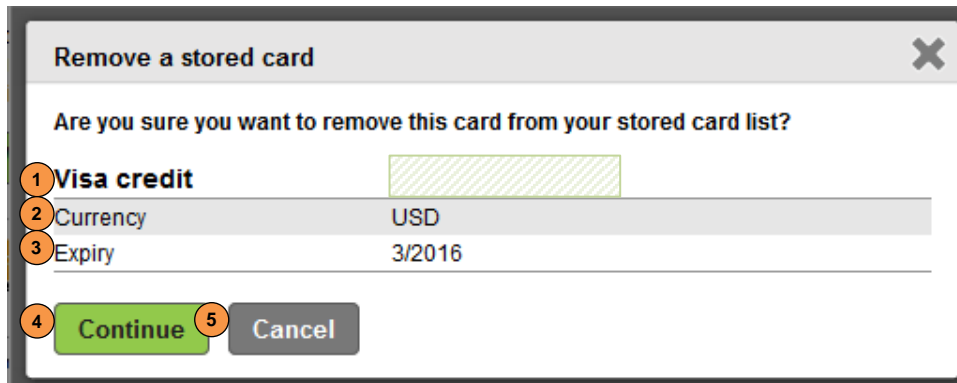 Remove a stored card
Are you sure you want to remove this card from your stored card list?
1 Visa credit
2 Currency USD
3 Expiry 3/2016
4 Continue 5 Cancel